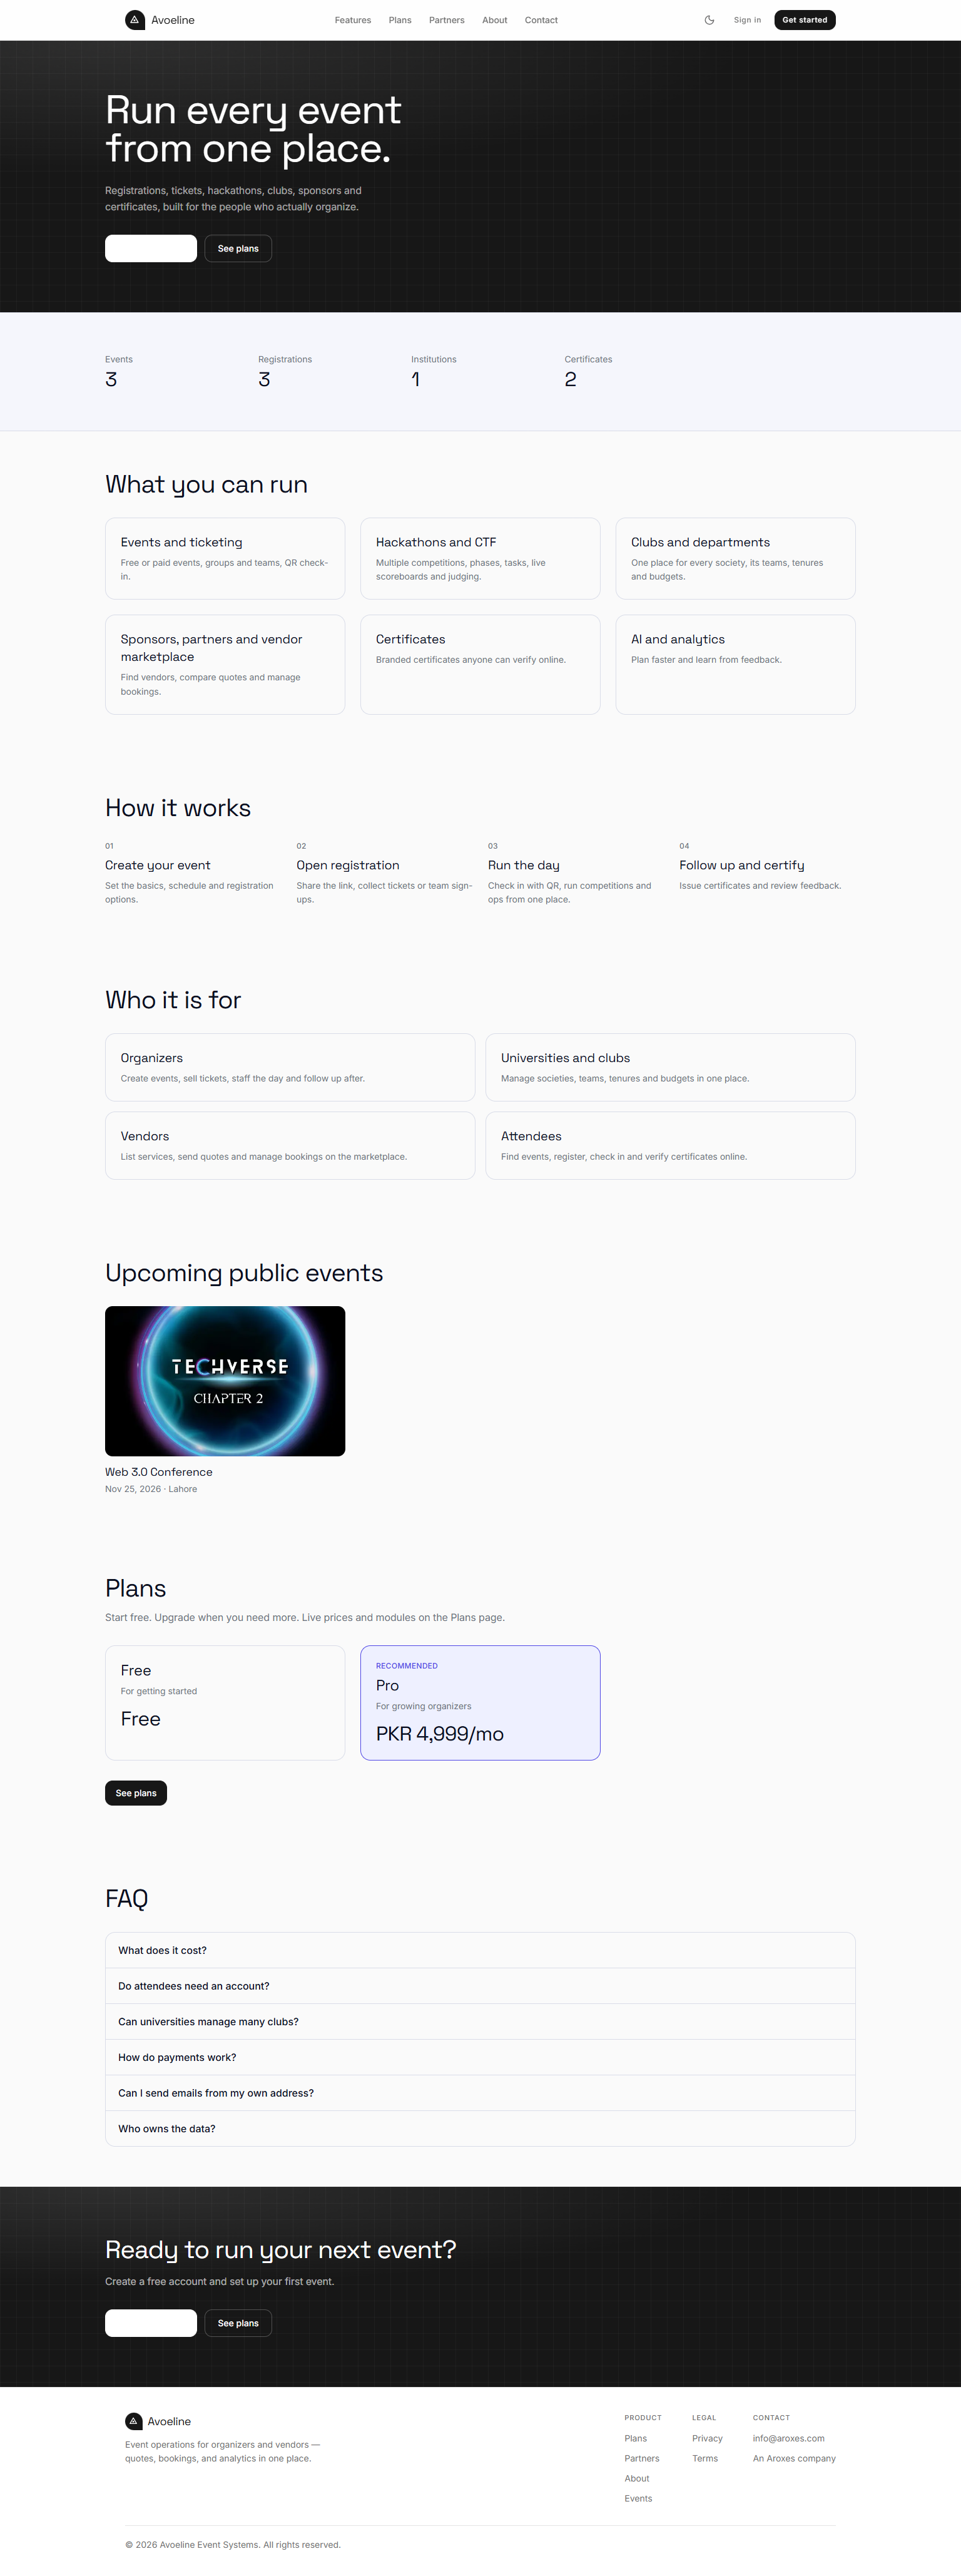 Avoeline
Features
Plans
Partners
About
Contact
Sign in
Get started
Run every event
from one place.
Registrations, tickets, hackathons, clubs, sponsors and
certificates, built for the people who actually organize.
See plans
Events
3
Registrations
3
Institutions
1
Certificates
2
What you can run
Events and ticketing
Free or paid events, groups and teams, QR check-
in.
Hackathons and CTF
Multiple competitions, phases, tasks, live
scoreboards and judging.
Clubs and departments
One place for every society, its teams, tenures
and budgets.
Sponsors, partners and vendor
marketplace
Find vendors, compare quotes and manage
bookings.
Certificates
Branded certificates anyone can verify online.
AI and analytics
Plan faster and learn from feedback.
How it works
01
Create your event
Set the basics, schedule and registration
options.
02
Open registration
Share the link, collect tickets or team sign-
ups.
03
Run the day
Check in with QR, run competitions and
ops from one place.
04
Follow up and certify
Issue certificates and review feedback.
Who it is for
Organizers
Create events, sell tickets, staff the day and follow up after.
Universities and clubs
Manage societies, teams, tenures and budgets in one place.
Vendors
List services, send quotes and manage bookings on the marketplace.
Attendees
Find events, register, check in and verify certificates online.
Upcoming public events
TECHVERSE
CHAPTER 2
Web 3.0 Conference
Nov 25, 2026 · Lahore
Plans
Start free. Upgrade when you need more. Live prices and modules on the Plans page.
Free
For getting started
Free
RECOMMENDED
Pro
For growing organizers
PKR 4,999/mo
See plans
FAQ
What does it cost?
Do attendees need an account?
Can universities manage many clubs?
How do payments work?
Can I send emails from my own address?
Who owns the data?
Ready to run your next event?
Create a free account and set up your first event.
See plans
Avoeline
Event operations for organizers and vendors —
quotes, bookings, and analytics in one place.
PRODUCT
Plans
Partners
About
Events
LEGAL
Privacy
Terms
CONTACT
info@aroxes.com
An Aroxes company
© 2026 Avoeline Event Systems. All rights reserved.